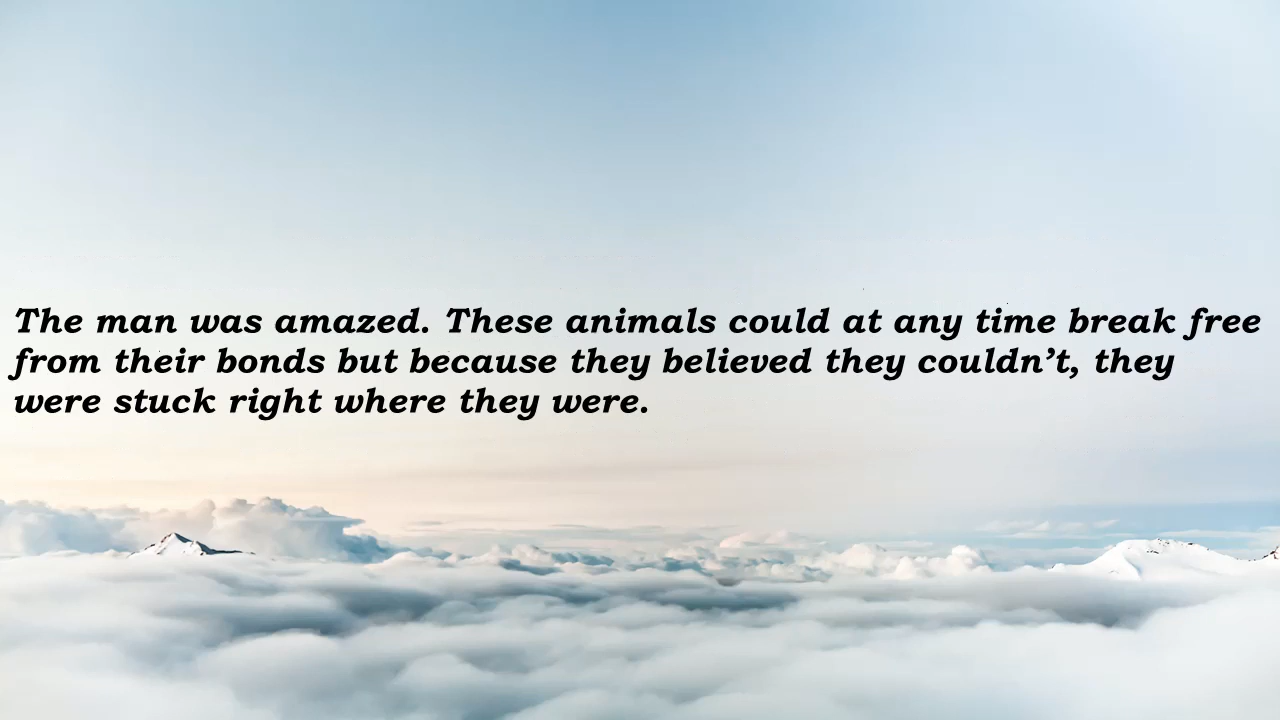 The man was amazed. These animals could at any time break free
from their bonds but because they believed they couldn’t, they
were stuck right where they were.